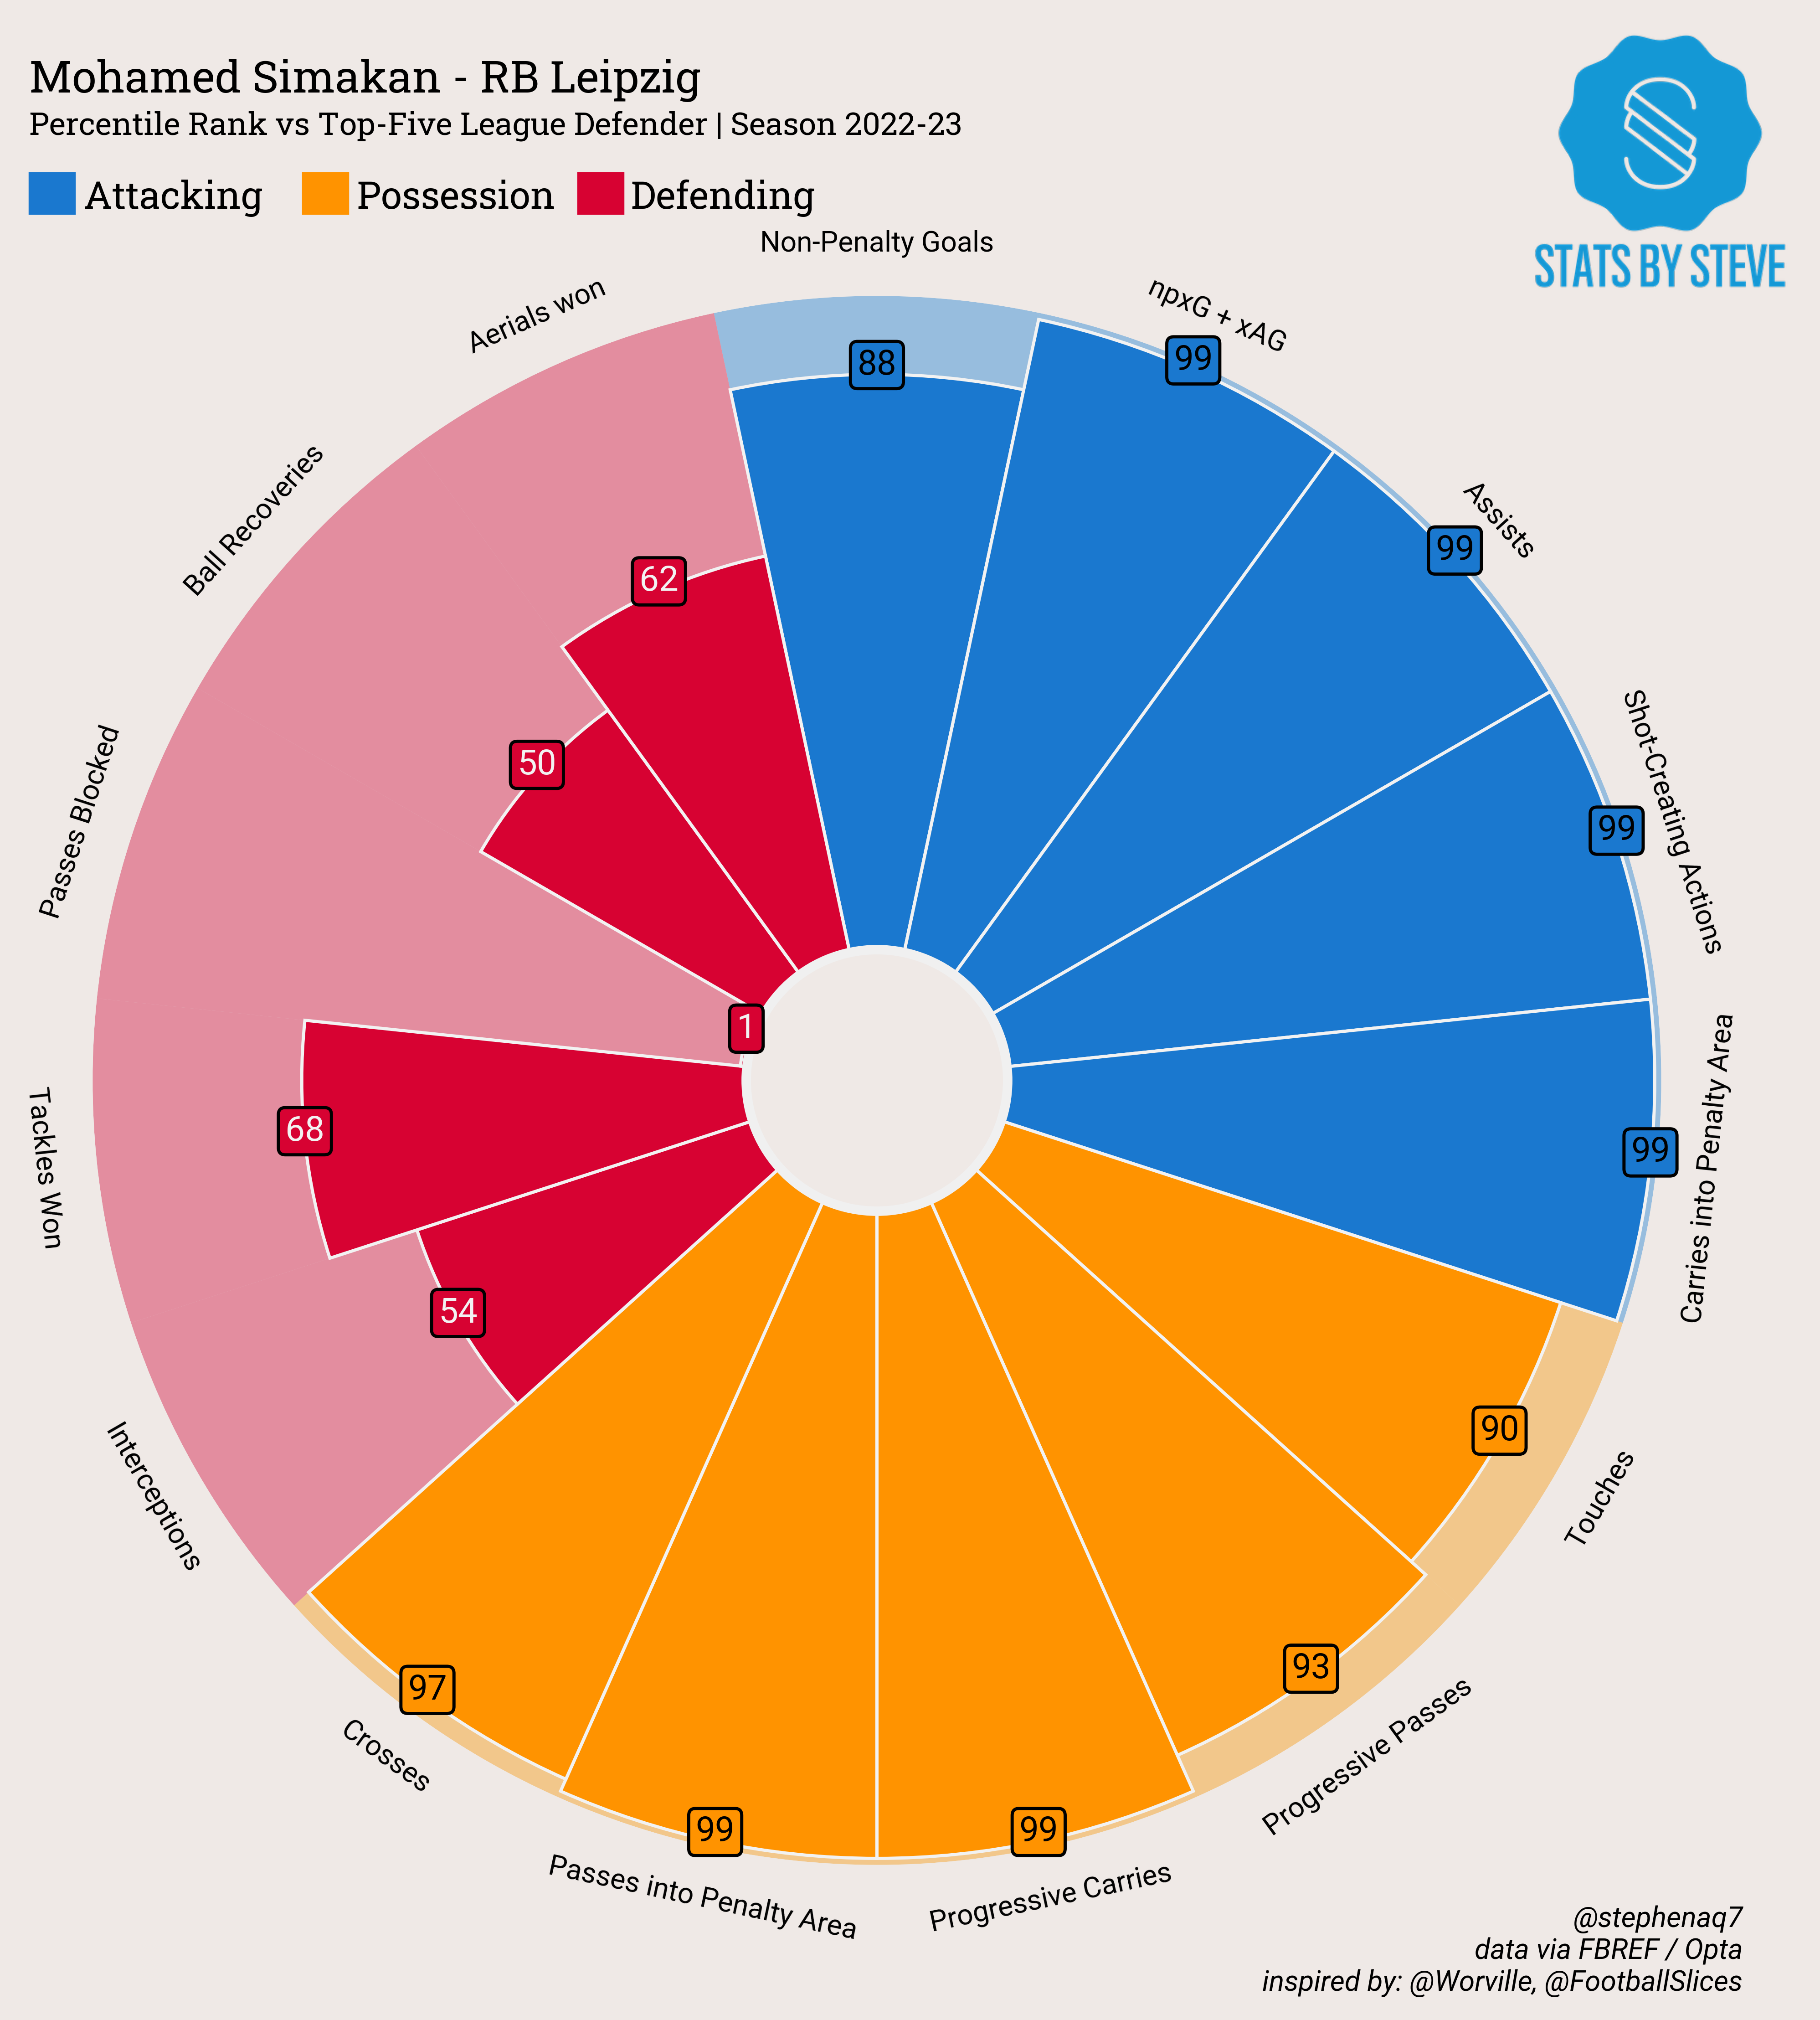 Mohamed Simakan - RB Leipzig
Percentile Rank vs Top-Five League Defender | Season 2022-23
Attacking Possession Defending
STATS BY STEVE
Non-Penalty Goals
88
npxG + xAG
99
Assists
99
Shot-Creating Actions
99
Carries into Penalty Area
99
Touches
90
Progressive Passes
93
Progressive Carries
99
Passes into Penalty Area
99
Crosses
97
Interceptions
54
Tackles Won
68
Passes Blocked
1
Ball Recoveries
50
Aerials won
62
@stephenaq7
data via FBREF / Opta
inspired by: @Worville, @FootballSlices